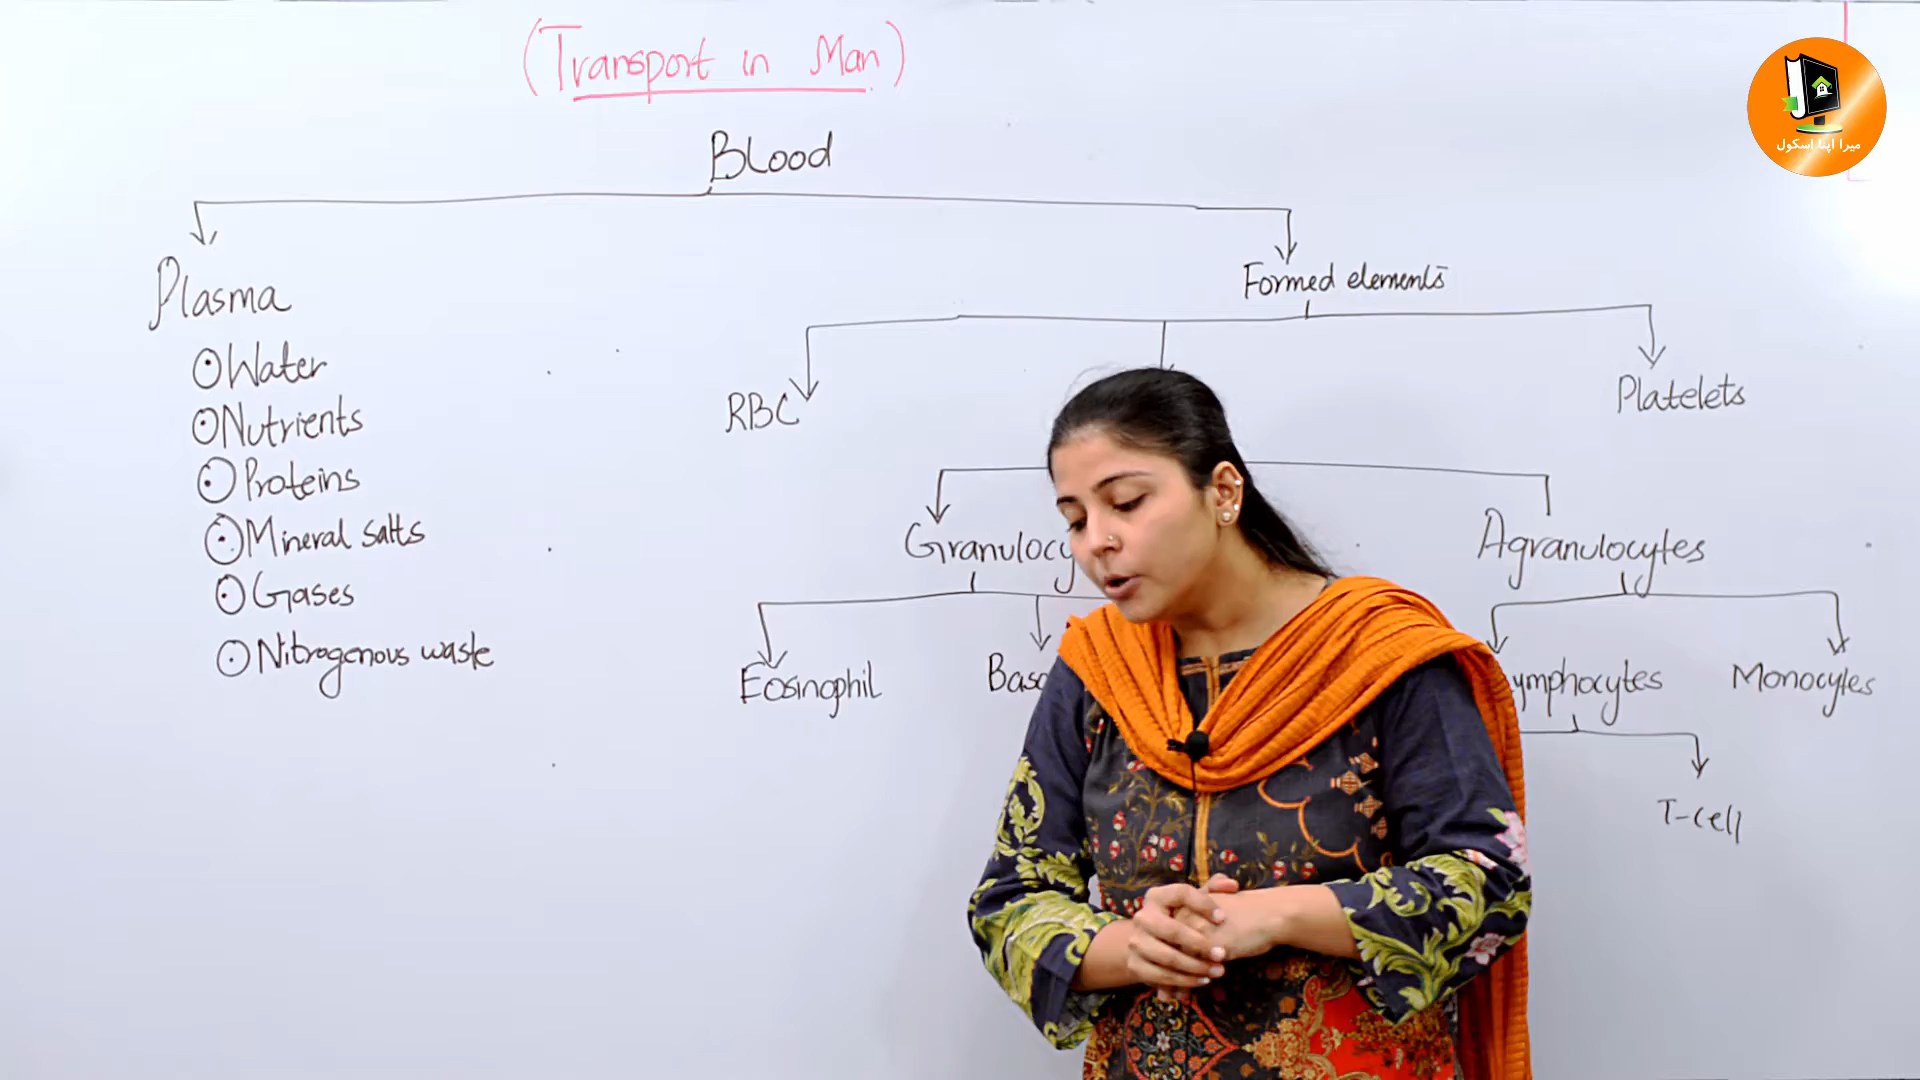 (Transport in Man)
میرا اپنا اسکول
Blood
Plasma
Formed elements
Water
Nutrients
Proteins
Mineral salts
Gases
Nitrogenous waste
RBC
Platelets
Agranulocytes
Eosinophil
Monocytes
T-cell